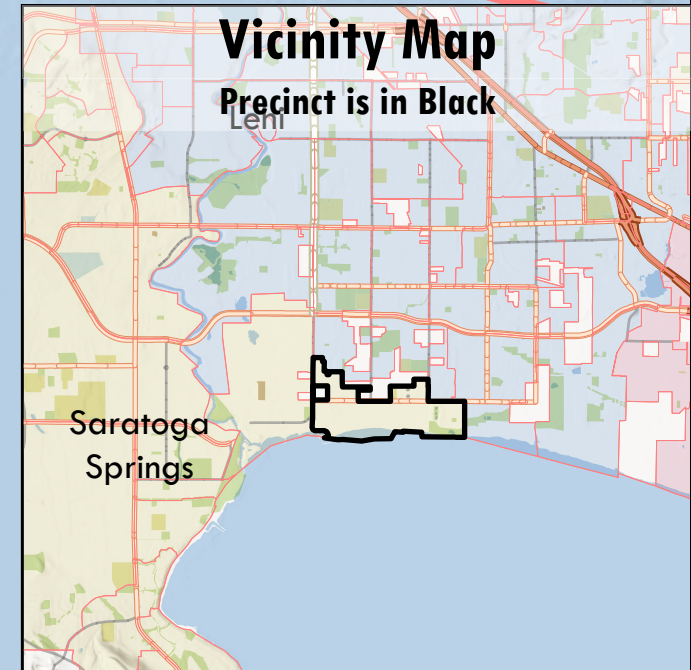 Vicinity Map
Precinct is in Black
Lehi
Saratoga
Springs